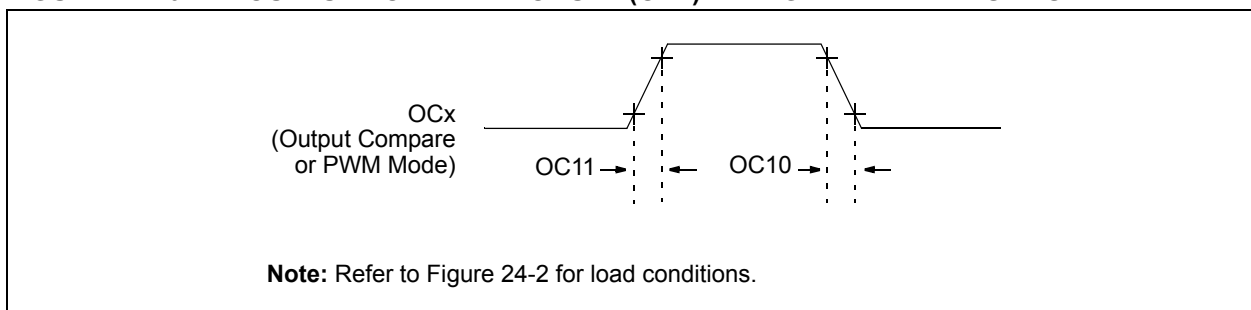 OCx
(Output Compare
or PWM Mode)
OC11
OC10
Note: Refer to Figure 24-2 for load conditions.